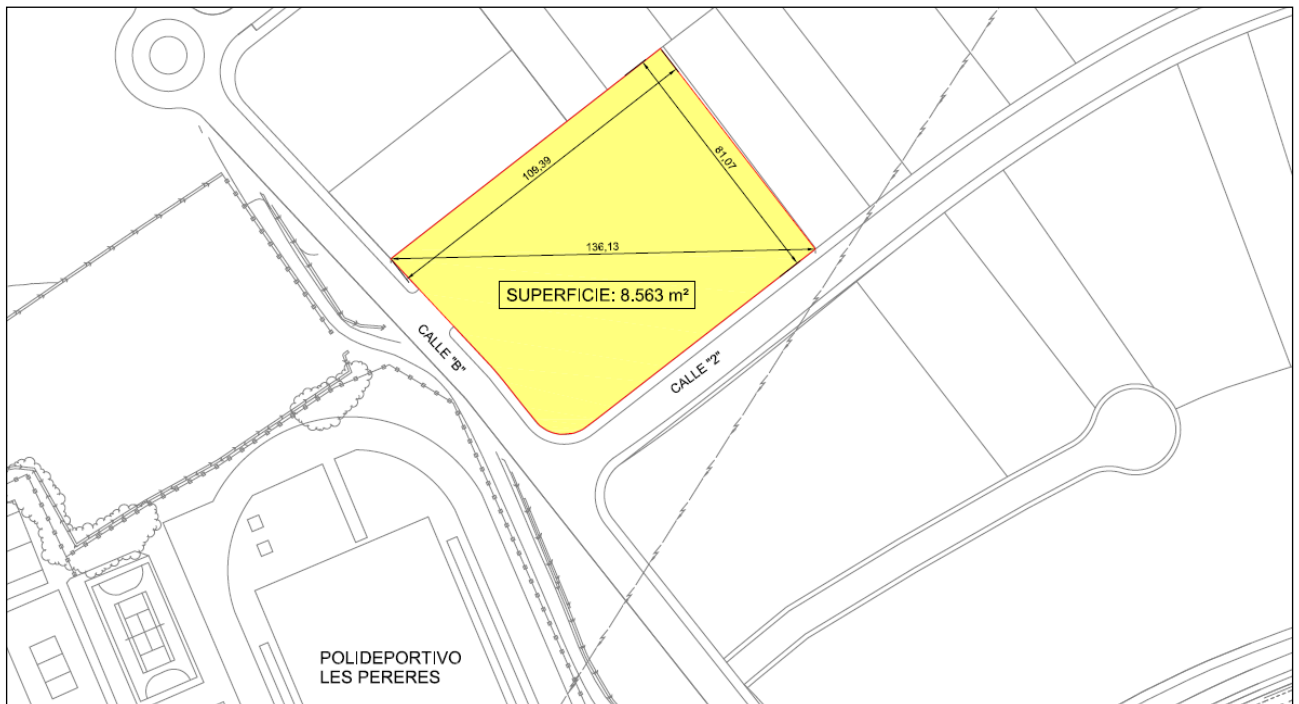 109,39
81,07
136,13
SUPERFICIE: 8.563 m²
CALLE "B"
CALLE "2"
POLIDEPORTIVO
LES PERERES